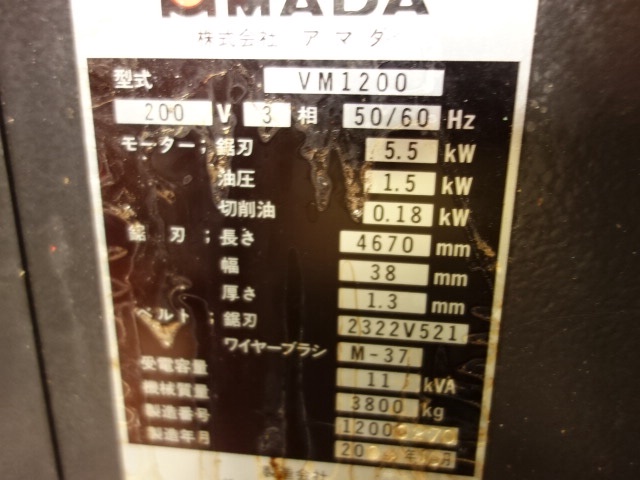 AMADA
株式会社 アマダ
型式 VM1200
200 V 3 相 50/60 Hz
モーター; 鋸刃 5.5 kW
油圧 1.5 kW
切削油 0.18 kW
鋸刃; 長さ 4670 mm
幅 38 mm
厚さ 1.3 mm
ベルト; 鋸刃 2322V521
ワイヤーブラシ M-37
受電容量 11 kVA
機械質量 3800 kg
製造番号
製造年月 年 月